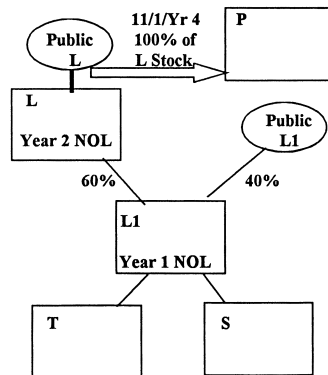 11/1/Yr 4
100% of
L Stock
P
Public
L
L
Year 2 NOL
Public
L1
60%
40%
L1
Year 1 NOL
T
S